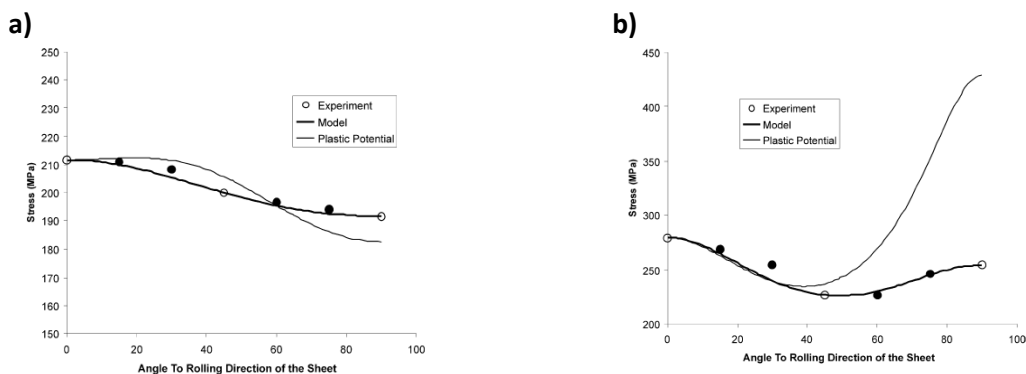 a)
250
240
230
220
210
200
190
180
170
160
150
0
20
40
60
80
100
Stress (MPa)
Angle To Rolling Direction of the Sheet
Experiment
Model
Plastic Potential
b)
450
400
350
300
250
200
0
20
40
60
80
100
Stress (MPa)
Angle To Rolling Direction of the Sheet
Experiment
Model
Plastic Potential